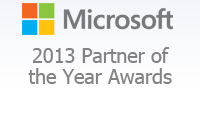 Microsoft
2013 Partner of
the Year Awards